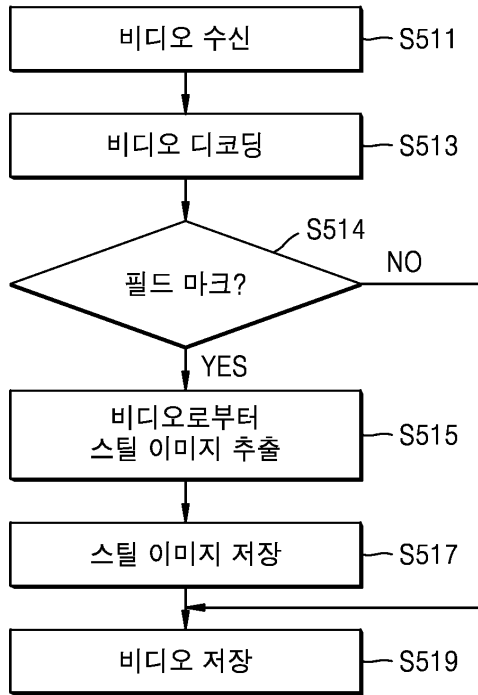 비디오 수신
S511
비디오 디코딩
S513
S514
필드 마크?
NO
YES
비디오로부터
스틸 이미지 추출
S515
스틸 이미지 저장
S517
비디오 저장
S519